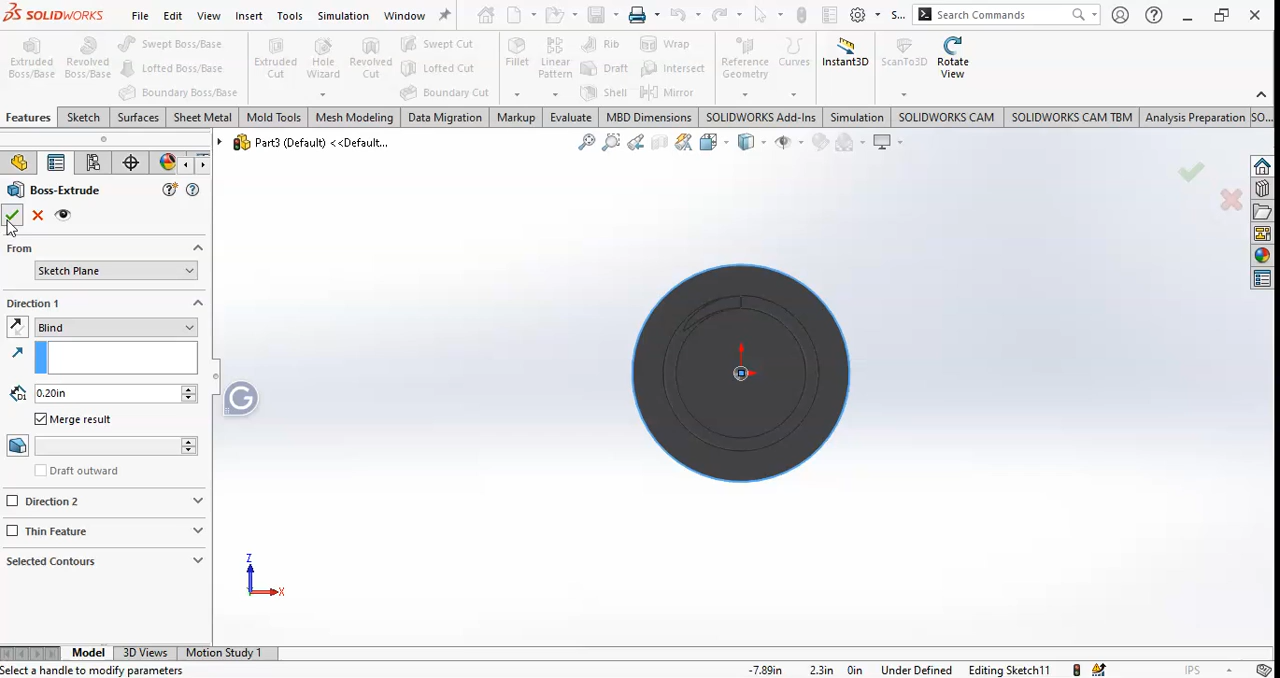 SOLIDWORKS File Edit View Insert Tools Simulation Window S... Search Commands
Extruded Boss/Base Revolved Boss/Base Swept Boss/Base Lofted Boss/Base Boundary Boss/Base Extruded Cut Hole Wizard Revolved Cut Swept Cut Lofted Cut Boundary Cut Fillet Linear Pattern Rib Draft Shell Wrap Intersect Mirror Reference Geometry Curves Instant3D ScanTo3D Rotate View
Features Sketch Surfaces Sheet Metal Mold Tools Mesh Modeling Data Migration Markup Evaluate MBD Dimensions SOLIDWORKS Add-Ins Simulation SOLIDWORKS CAM SOLIDWORKS CAM TBM Analysis Preparation SO...
Part3 (Default) <<Default...
Boss-Extrude
From
Sketch Plane
Direction 1
Blind
D1 0.20in
Merge result
Draft outward
Direction 2
Thin Feature
Selected Contours
G
Z
X
Model 3D Views Motion Study 1
Select a handle to modify parameters -7.89in 2.3in 0in Under Defined Editing Sketch11 IPS